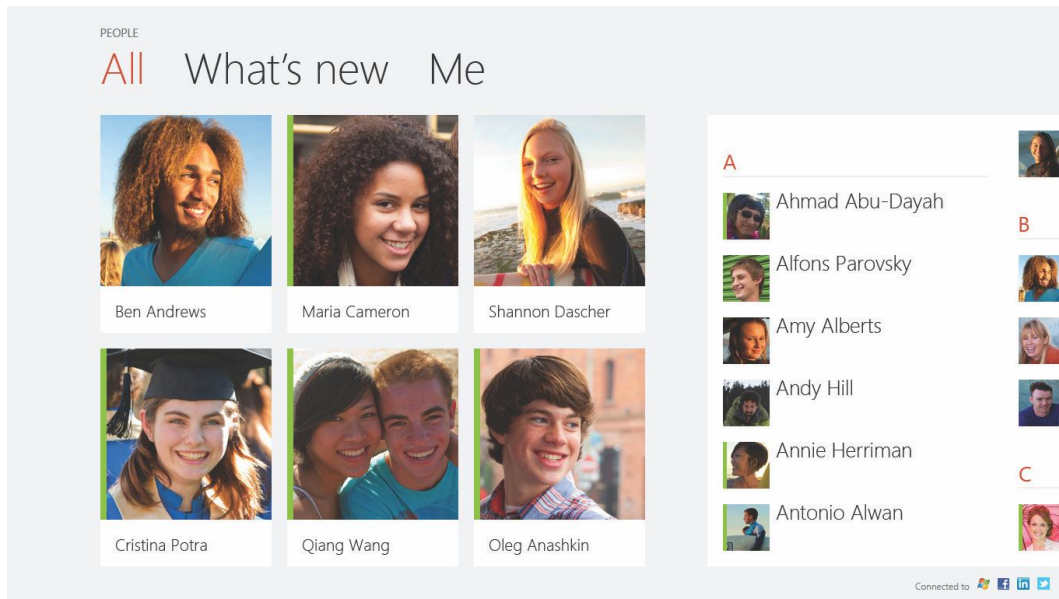 PEOPLE
All What's new Me
Ben Andrews
Maria Cameron
Shannon Dascher
Cristina Potra
Qiang Wang
Oleg Anashkin
A
Ahmad Abu-Dayah
Alfons Parovsky
Amy Alberts
Andy Hill
Annie Herriman
Antonio Alwan
B
C
Connected to